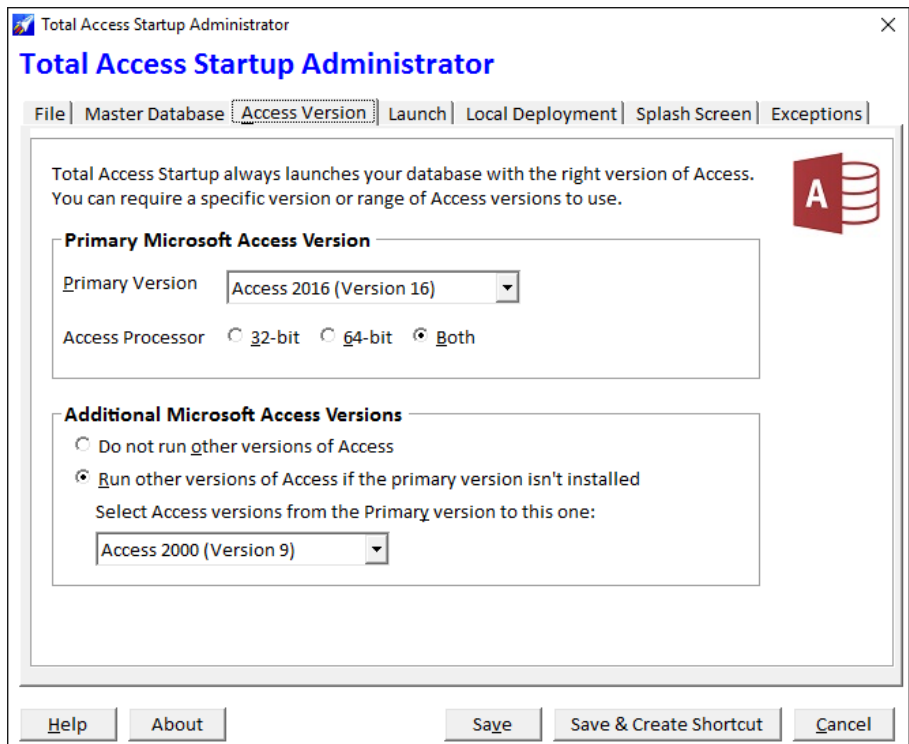 Total Access Startup Administrator
Total Access Startup Administrator
File Master Database Access Version Launch Local Deployment Splash Screen Exceptions
Total Access Startup always launches your database with the right version of Access.
You can require a specific version or range of Access versions to use.
A
Primary Microsoft Access Version
Primary Version Access 2016 (Version 16)
Access Processor 32-bit 64-bit Both
Additional Microsoft Access Versions
Do not run other versions of Access
Run other versions of Access if the primary version isn't installed
Select Access versions from the Primary version to this one:
Access 2000 (Version 9)
Help About Save Save & Create Shortcut Cancel